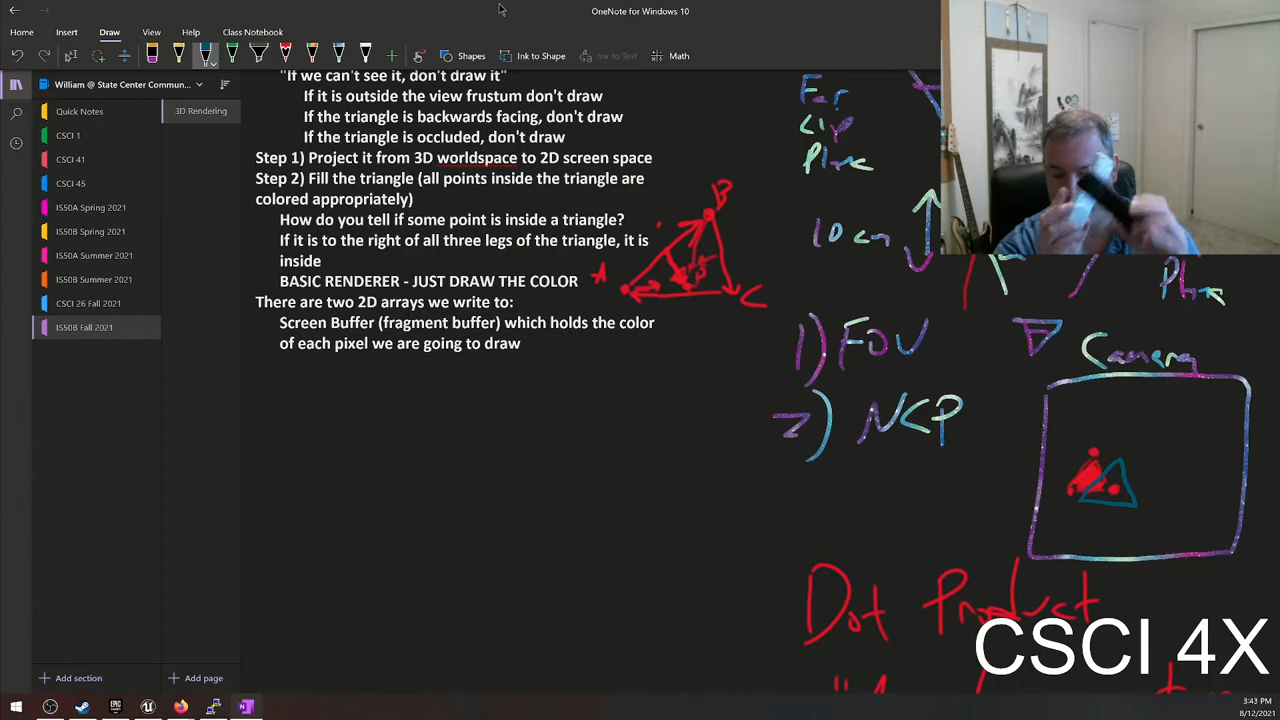 OneNote for Windows 10
Home Insert Draw View Help Class Notebook
Shapes Ink to Shape Ink to Text Math
William @ State Center Commun...
Quick Notes
CSCI 1
CSCI 41
CSCI 45
IS50A Spring 2021
IS50B Spring 2021
IS50A Summer 2021
IS50B Summer 2021
CSCI 26 Fall 2021
IS50B Fall 2021
Add section
3D Rendering
Add page
"If we can't see it, don't draw it"
If it is outside the view frustum don't draw
If the triangle is backwards facing, don't draw
If the triangle is occluded, don't draw
Step 1) Project it from 3D worldspace to 2D screen space
Step 2) Fill the triangle (all points inside the triangle are
colored appropriately)
How do you tell if some point is inside a triangle?
If it is to the right of all three legs of the triangle, it is
inside
BASIC RENDERER - JUST DRAW THE COLOR
There are two 2D arrays we write to:
Screen Buffer (fragment buffer) which holds the color
of each pixel we are going to draw
B
A
P
C
Far
Clip
Plane
10cm
Plane
1) FOV
Camera
2) NCP
Dot Product
CSCI 4X
3:43 PM
8/12/2021